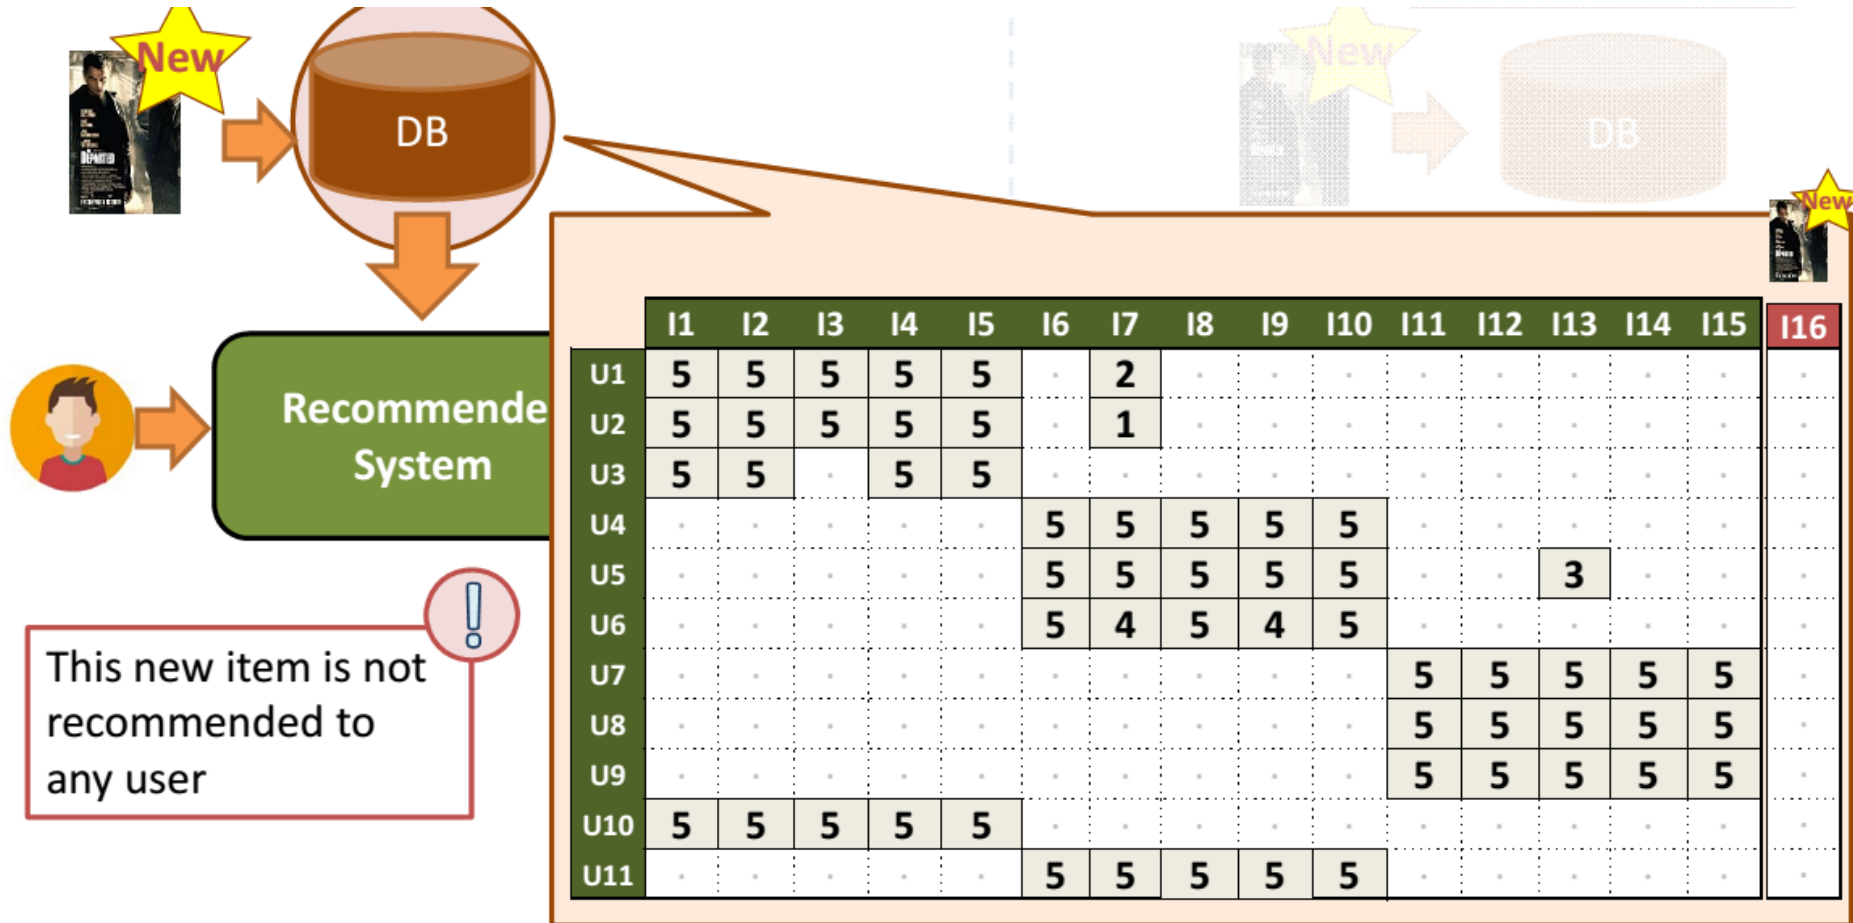 New
DEPARTED
DB
New
DB
New
Recommende
System
This new item is not
recommended to
any user
I1 I2 I3 I4 I5 I6 I7 I8 I9 I10 I11 I12 I13 I14 I15 I16
U1 5 5 5 5 5 . 2 . . . . . . . . .
U2 5 5 5 5 5 . 1 . . . . . . . . .
U3 5 5 . 5 5 . . . . . . . . . . .
U4 . . . . . 5 5 5 5 5 . . . . . .
U5 . . . . . 5 5 5 5 5 . . 3 . . .
U6 . . . . . 5 4 5 4 5 . . . . . .
U7 . . . . . . . . . . 5 5 5 5 5 .
U8 . . . . . . . . . . 5 5 5 5 5 .
U9 . . . . . . . . . . 5 5 5 5 5 .
U10 5 5 5 5 5 . . . . . . . . . . .
U11 . . . . . 5 5 5 5 5 . . . . . .